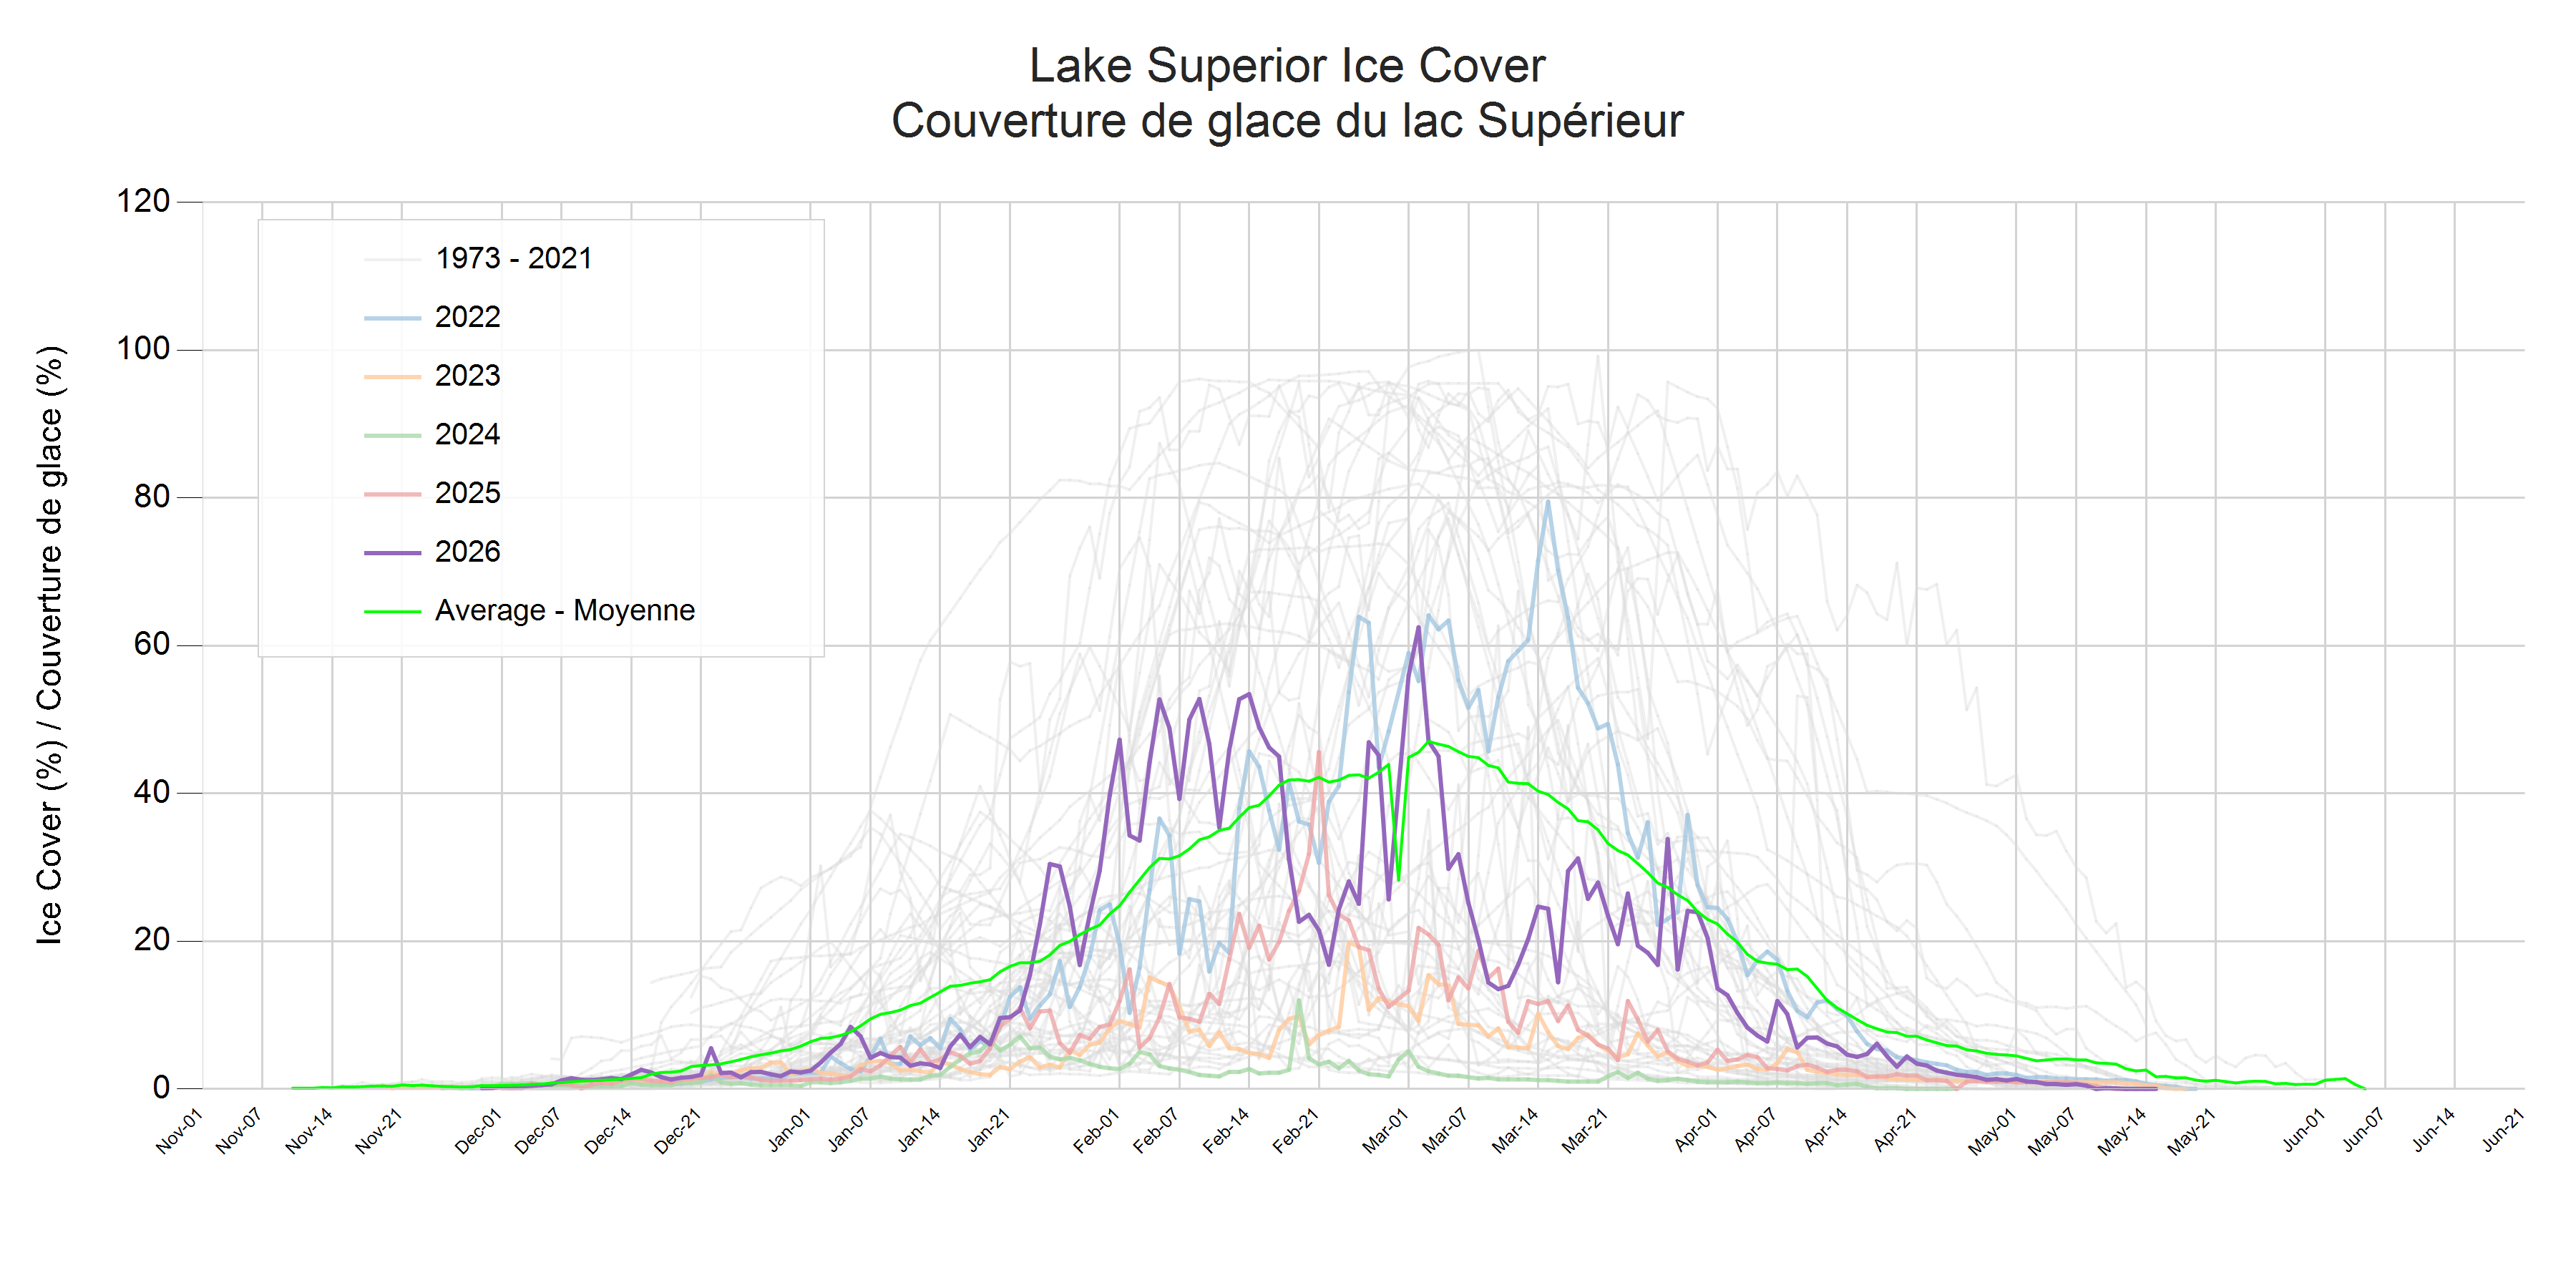 Lake Superior Ice Cover
Couverture de glace du lac Supérieur
Ice Cover (%) / Couverture de glace (%)
120
100
80
60
40
20
0
1973 - 2021
2022
2023
2024
2025
2026
Average - Moyenne
Nov-01
Nov-07
Nov-14
Nov-21
Dec-01
Dec-07
Dec-14
Dec-21
Jan-01
Jan-07
Jan-14
Jan-21
Feb-01
Feb-07
Feb-14
Feb-21
Mar-01
Mar-07
Mar-14
Mar-21
Apr-01
Apr-07
Apr-14
Apr-21
May-01
May-07
May-14
May-21
Jun-01
Jun-07
Jun-14
Jun-21